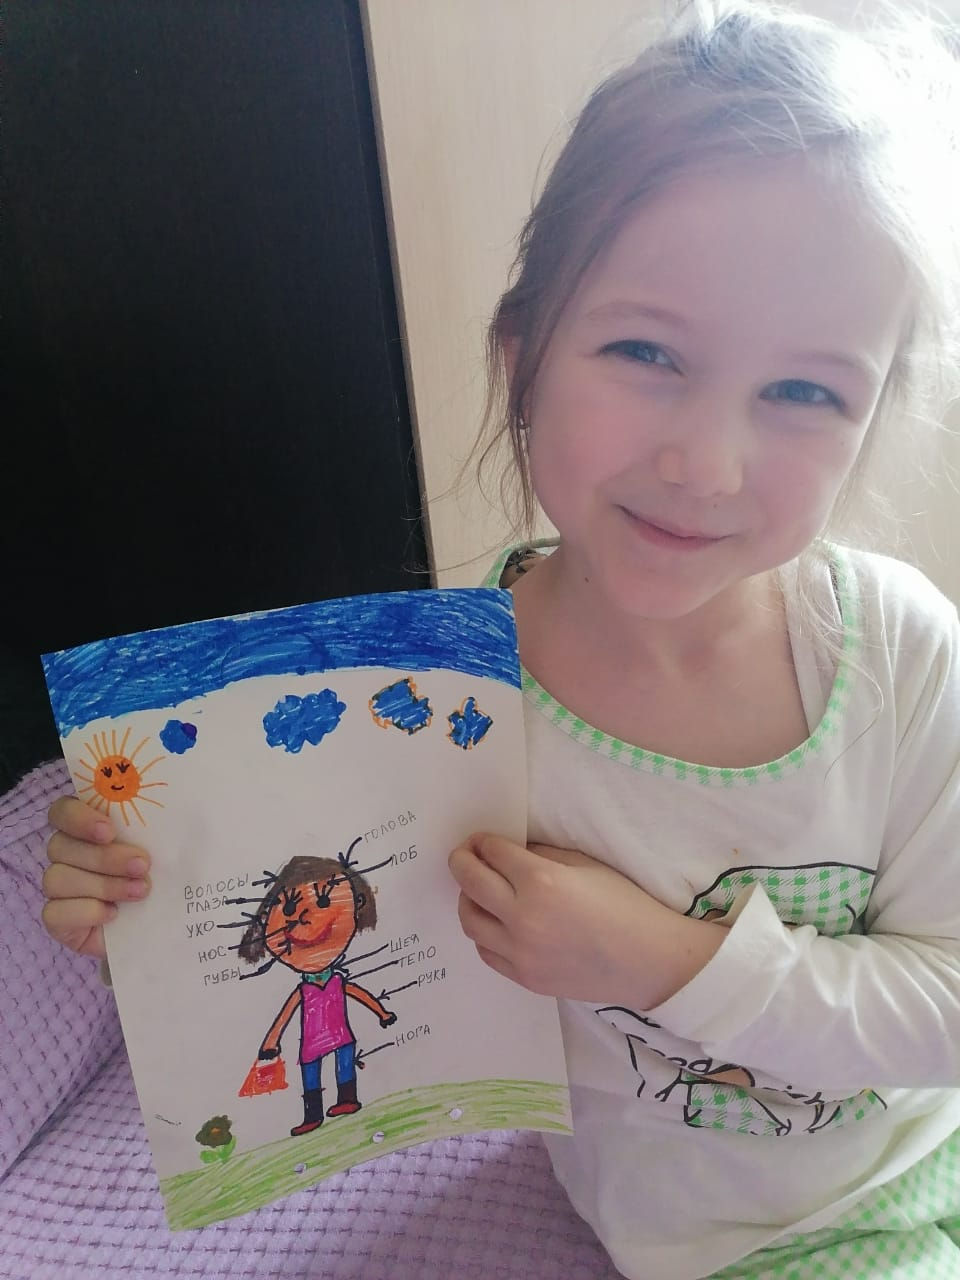 ГОЛОВА
ЛОБ
ВОЛОСЫ
ГЛАЗА
УХО
НОС
ГУБЫ
ШЕЯ
ТЕЛО
РУКА
НОГА